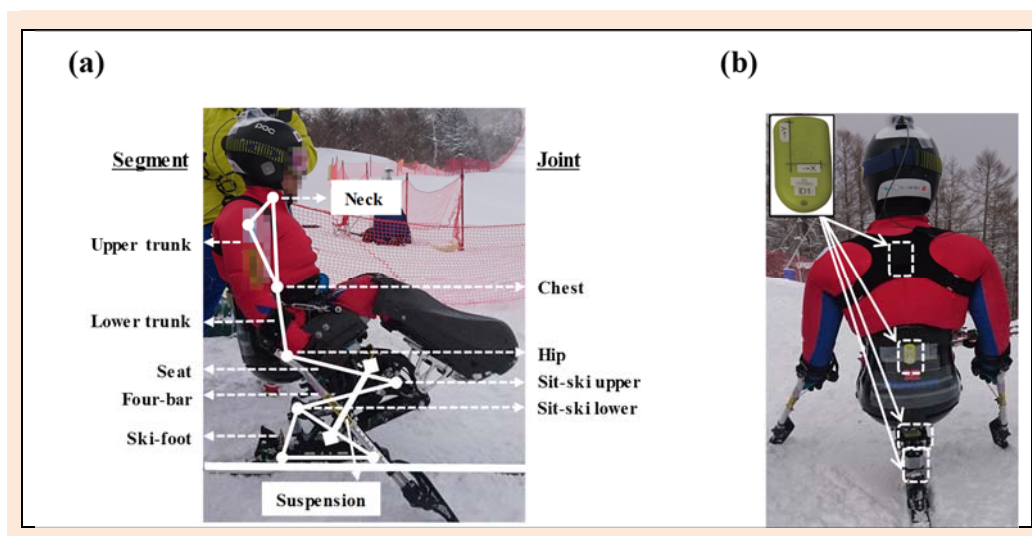 (a)
(b)
Segment
Joint
poc
Neck
Upper trunk
Chest
Lower trunk
Hip
Seat
Sit-ski upper
Four-bar
Sit-ski lower
Ski-foot
Suspension
→X
ID1